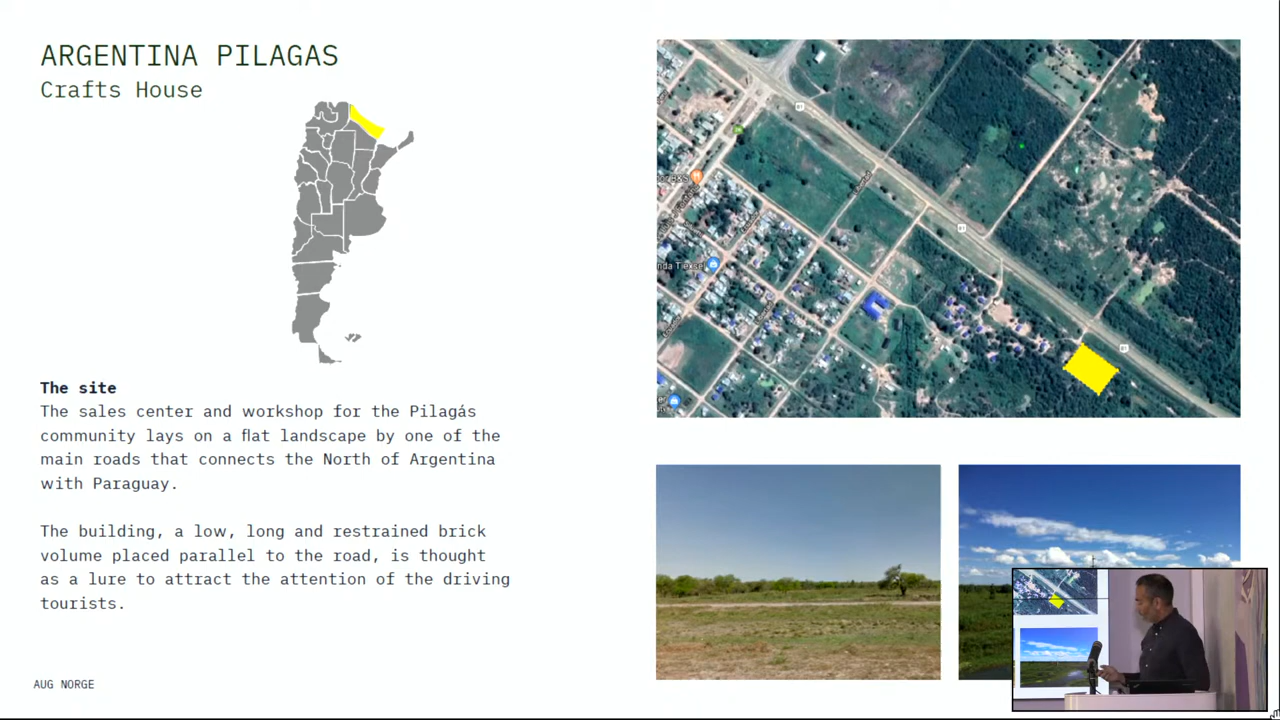 ARGENTINA PILAGAS
Crafts House
The site
The sales center and workshop for the Pilagás
community lays on a flat landscape by one of the
main roads that connects the North of Argentina
with Paraguay.
The building, a low, long and restrained brick
volume placed parallel to the road, is thought
as a lure to attract the attention of the driving
tourists.
AUG NORGE
81
81
81